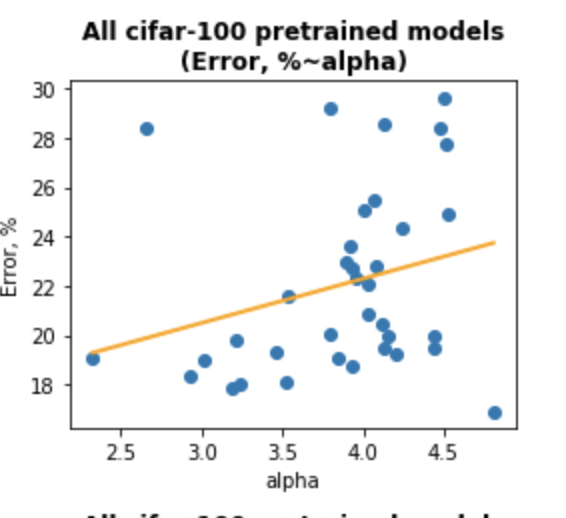 All cifar-100 pretrained models
(Error, %~alpha)
30
28
26
24
22
20
18
Error, %
2.5 3.0 3.5 4.0 4.5
alpha